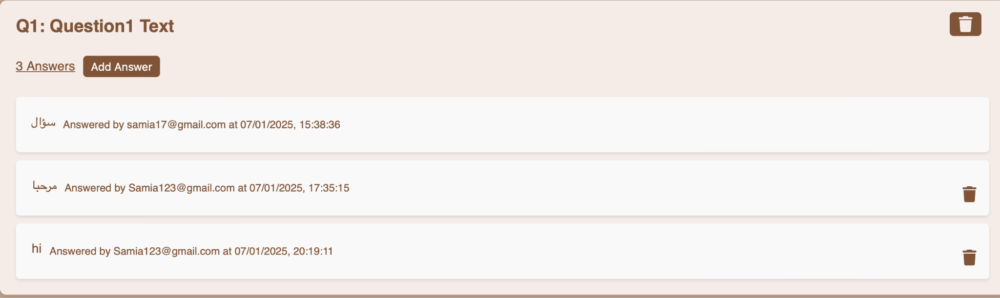 Q1: Question1 Text
3 Answers Add Answer
سؤال Answered by samia17@gmail.com at 07/01/2025, 15:38:36
مرحبا Answered by Samia123@gmail.com at 07/01/2025, 17:35:15
hi Answered by Samia123@gmail.com at 07/01/2025, 20:19:11